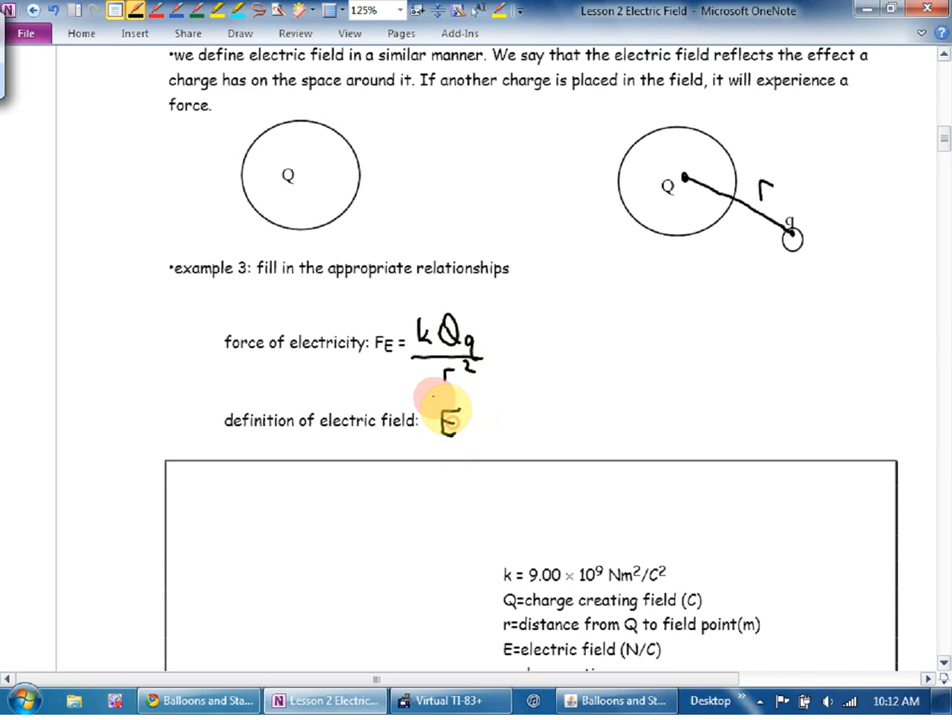 125%
Lesson 2 Electric Field - Microsoft OneNote
File Home Insert Share Draw Review View Pages Add-Ins
•we define electric field in a similar manner. We say that the electric field reflects the effect a
charge has on the space around it. If another charge is placed in the field, it will experience a
force.
Q
Q r q
•example 3: fill in the appropriate relationships
force of electricity: FE = kQq
r²
definition of electric field: E
k = 9.00 × 10⁹ Nm²/C²
Q=charge creating field (C)
r=distance from Q to field point(m)
E=electric field (N/C)
Balloons and Sta... Lesson 2 Electric... Virtual TI-83+ Balloons and St... Desktop 10:12 AM